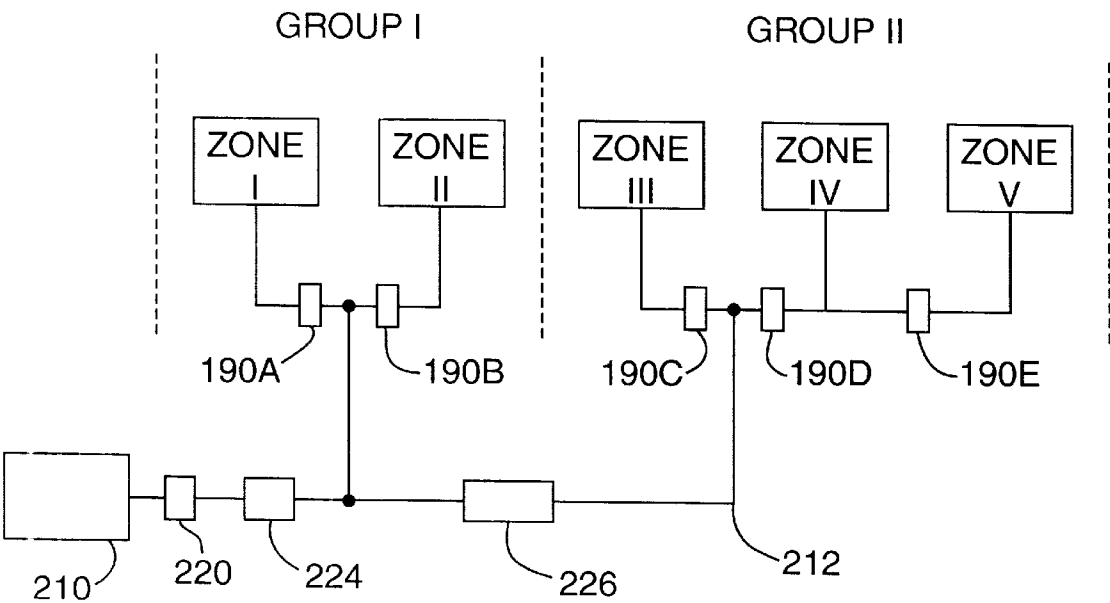 GROUP I
GROUP II
ZONE
I
ZONE
II
ZONE
III
ZONE
IV
ZONE
V
190A
190B
190C
190D
190E
210
220
224
226
212